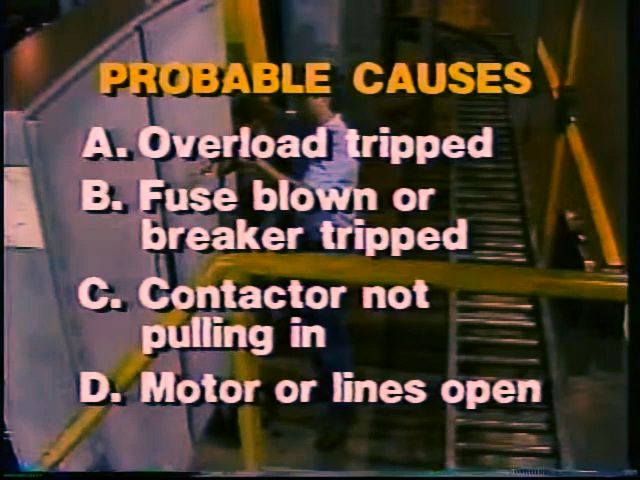 PROBABLE CAUSES
A. Overload tripped
B. Fuse blown or
breaker tripped
C. Contactor not
pulling in
D. Motor or lines open